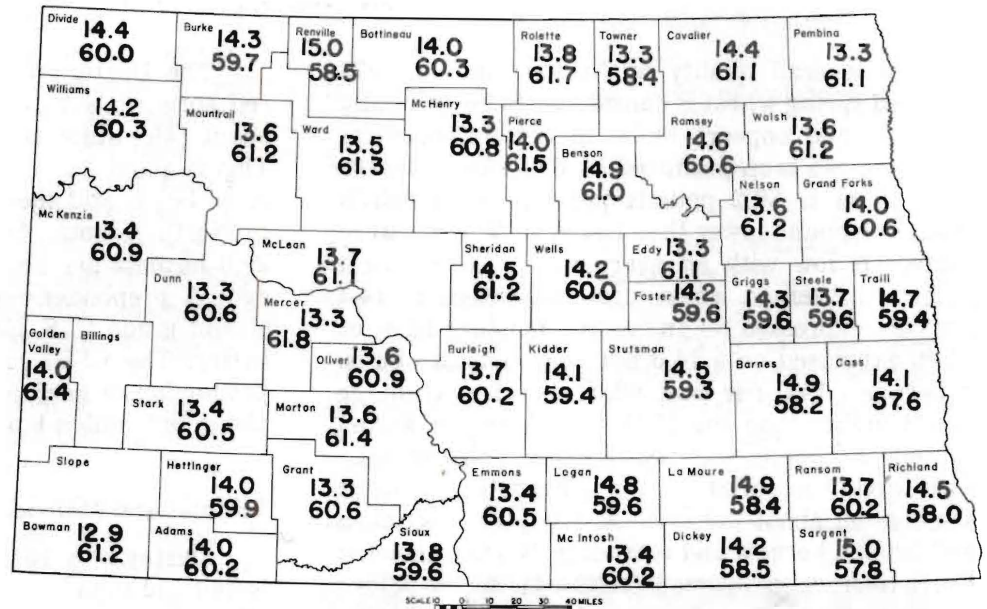 Divide
14.4
60.0
Burke
14.3
59.7
Renville
15.0
58.5
Bottineau
14.0
60.3
Rolette
13.8
61.7
Towner
13.3
58.4
Cavalier
14.4
61.1
Pembina
13.3
61.1
Williams
14.2
60.3
Mountrail
13.6
61.2
Ward
13.5
61.3
McHenry
13.3
60.8
Pierce
14.0
61.5
Benson
14.9
61.0
Ramsey
14.6
60.6
Walsh
13.6
61.2
Nelson
13.6
61.2
Grand Forks
14.0
60.6
McKenzie
13.4
60.9
Dunn
13.3
60.6
McLean
13.7
61.1
Mercer
13.3
61.8
Oliver
13.6
60.9
Sheridan
14.5
61.2
Wells
14.2
60.0
Eddy
13.3
61.1
Foster
14.2
59.6
Griggs
14.3
59.6
Steele
13.7
59.6
Traill
14.7
59.4
Golden
Valley
14.0
61.4
Billings
Stark
13.4
60.5
Morton
13.6
61.4
Burleigh
13.7
60.2
Kidder
14.1
59.4
Stutsman
14.5
59.3
Barnes
14.9
58.2
Cass
14.1
57.6
Slope
Hettinger
14.0
59.9
Grant
13.3
60.6
Emmons
13.4
60.5
Logan
14.8
59.6
La Moure
14.9
58.4
Ransom
13.7
60.2
Richland
14.5
58.0
Bowman
12.9
61.2
Adams
14.0
60.2
Sioux
13.8
59.6
Mc Intosh
13.4
60.2
Dickey
14.2
58.5
Sargent
15.0
57.8
SCALE 10 0 10 20 30 40 MILES